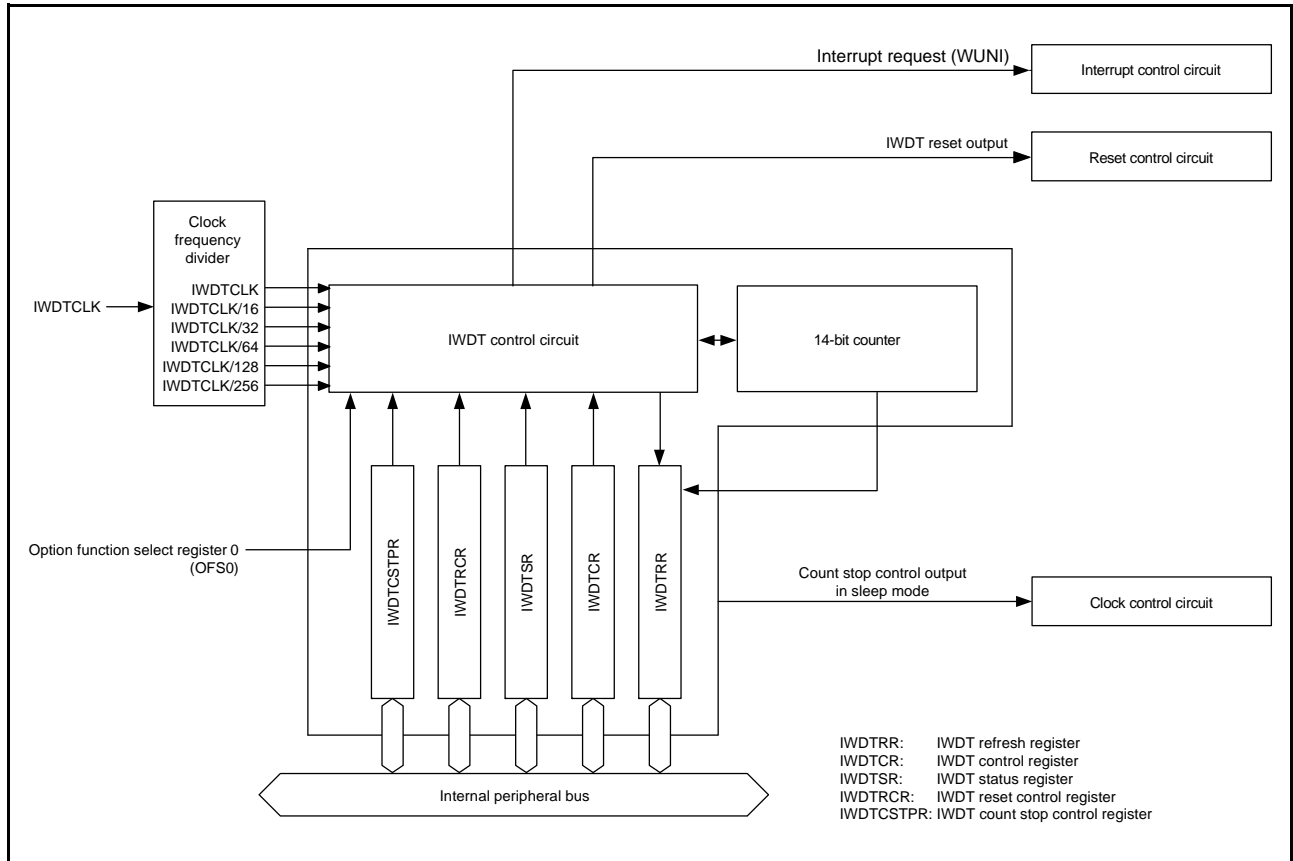 Interrupt request (WUNI)
Interrupt control circuit
IWDT reset output
Reset control circuit
Clock
frequency
divider
IWDTCLK
IWDTCLK
IWDTCLK/16
IWDTCLK/32
IWDTCLK/64
IWDTCLK/128
IWDTCLK/256
IWDT control circuit
14-bit counter
Option function select register 0
(OFS0)
IWDTCSTPR
IWDTRCR
IWDTSR
IWDTCR
IWDTRR
Count stop control output
in sleep mode
Clock control circuit
Internal peripheral bus
IWDTRR: IWDT refresh register
IWDTCR: IWDT control register
IWDTSR: IWDT status register
IWDTRCR: IWDT reset control register
IWDTCSTPR: IWDT count stop control register